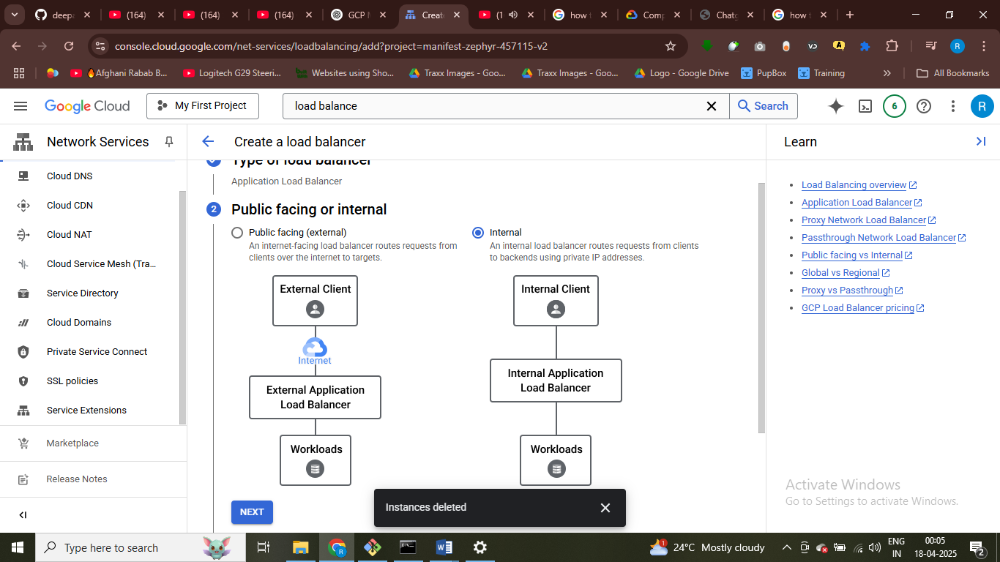 deepa
(164)
(164)
(164)
GCP
Create
(1
how t
Comp
Chatg
how t
console.cloud.google.com/net-services/loadbalancing/add?project=manifest-zephyr-457115-v2
R
Afghani Rabab B...
Logitech G29 Steeri...
Websites using Sho...
Traxx Images - Goo...
Traxx Images - Goo...
Logo - Google Drive
PupBox
Training
All Bookmarks
Google Cloud
My First Project
load balance
Search
6
R
Network Services
Create a load balancer
Learn
Cloud DNS
Cloud CDN
Cloud NAT
Cloud Service Mesh (Tra...
Service Directory
Cloud Domains
Private Service Connect
SSL policies
Service Extensions
Marketplace
Release Notes
Type of load balancer
Application Load Balancer
2
Public facing or internal
Public facing (external)
An internet-facing load balancer routes requests from
clients over the internet to targets.
External Client
Internet
External Application
Load Balancer
Workloads
Internal
An internal load balancer routes requests from clients
to backends using private IP addresses.
Internal Client
Internal Application
Load Balancer
Workloads
NEXT
Instances deleted
Load Balancing overview
Application Load Balancer
Proxy Network Load Balancer
Passthrough Network Load Balancer
Public facing vs Internal
Global vs Regional
Proxy vs Passthrough
GCP Load Balancer pricing
Activate Windows
Go to Settings to activate Windows.
Type here to search
1
24°C Mostly cloudy
ENG
IN
00:05
18-04-2025
2